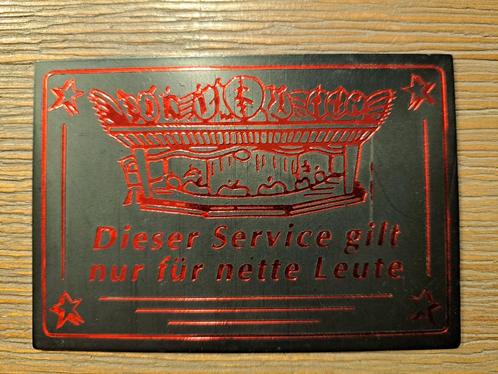 Dieser Service gilt
nur für nette Leute